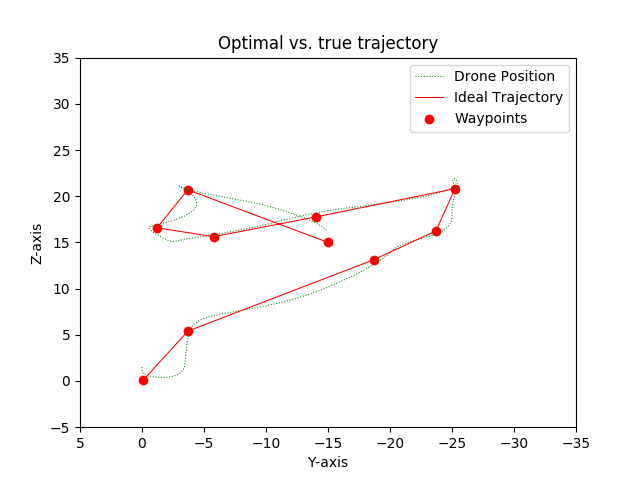 Optimal vs. true trajectory
Drone Position
Ideal Trajectory
Waypoints
Z-axis
35
30
25
20
15
10
5
0
−5
5 0 −5 −10 −15 −20 −25 −30 −35
Y-axis